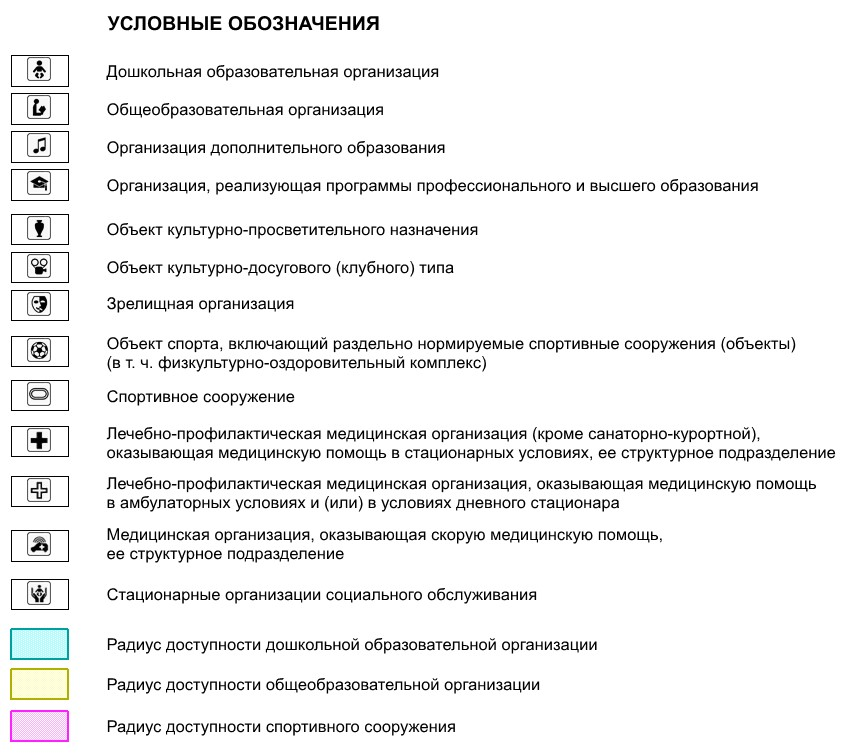 УСЛОВНЫЕ ОБОЗНАЧЕНИЯ
Дошкольная образовательная организация
Общеобразовательная организация
Организация дополнительного образования
Организация, реализующая программы профессионального и высшего образования
Объект культурно-просветительного назначения
Объект культурно-досугового (клубного) типа
Зрелищная организация
Объект спорта, включающий раздельно нормируемые спортивные сооружения (объекты)
(в т. ч. физкультурно-оздоровительный комплекс)
Спортивное сооружение
Лечебно-профилактическая медицинская организация (кроме санаторно-курортной),
оказывающая медицинскую помощь в стационарных условиях, ее структурное подразделение
Лечебно-профилактическая медицинская организация, оказывающая медицинскую помощь
в амбулаторных условиях и (или) в условиях дневного стационара
Медицинская организация, оказывающая скорую медицинскую помощь,
ее структурное подразделение
Стационарные организации социального обслуживания
Радиус доступности дошкольной образовательной организации
Радиус доступности общеобразовательной организации
Радиус доступности спортивного сооружения